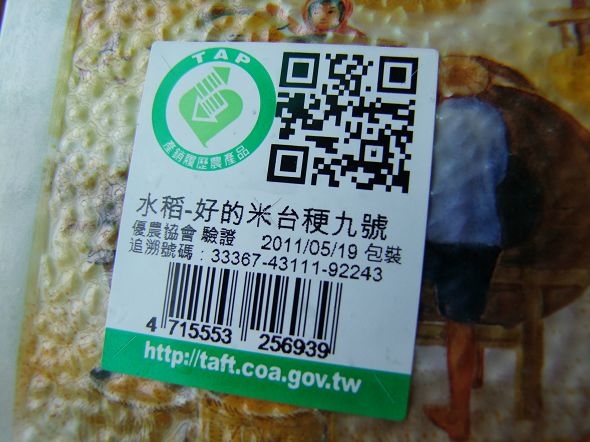 TAP
產銷履歷農產品
水稻-好的米台稉九號
優農協會 驗證 2011/05/19 包裝
追溯號碼：33367-43111-92243
4 715553 256939
http://taft.coa.gov.tw